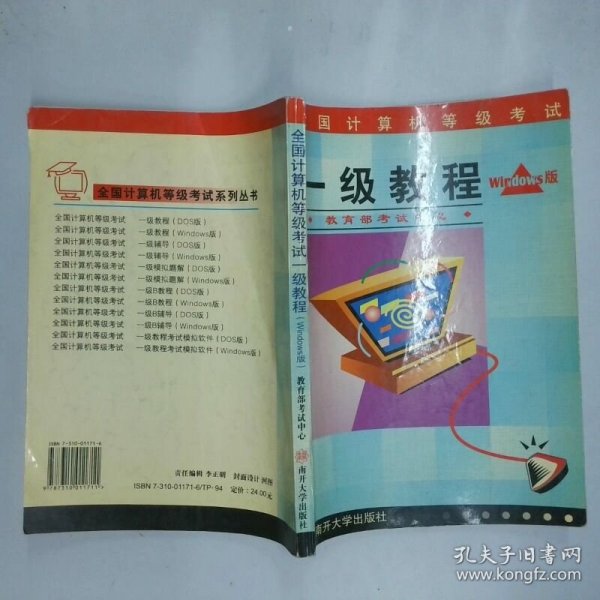 全国计算机等级考试系列丛书
全国计算机等级考试 一级教程(DOS版)
全国计算机等级考试 一级教程(Windows版)
全国计算机等级考试 一级辅导(DOS版)
全国计算机等级考试 一级辅导(Windows版)
全国计算机等级考试 一级模拟题解(DOS版)
全国计算机等级考试 一级模拟题解(Windows版)
全国计算机等级考试 一级B教程(DOS版)
全国计算机等级考试 一级B教程(Windows版)
全国计算机等级考试 一级B辅导(DOS版)
全国计算机等级考试 一级B辅导(Windows版)
全国计算机等级考试 一级教程考试模拟软件(DOS版)
全国计算机等级考试 一级教程考试模拟软件(Windows版)
ISBN 7-310-01171-6
9787310011711
责任编辑 李正明 封面设计
ISBN 7-310-01171-6/TP·94 定价:24.00元
全国计算机等级考试 一级教程(Windows版) 教育部考试中心 南开大学出版社
国计算机等级考试
一级教程 Windows版
教育部考试中心
南开大学出版社
孔夫子旧书网
www.kongfz.com